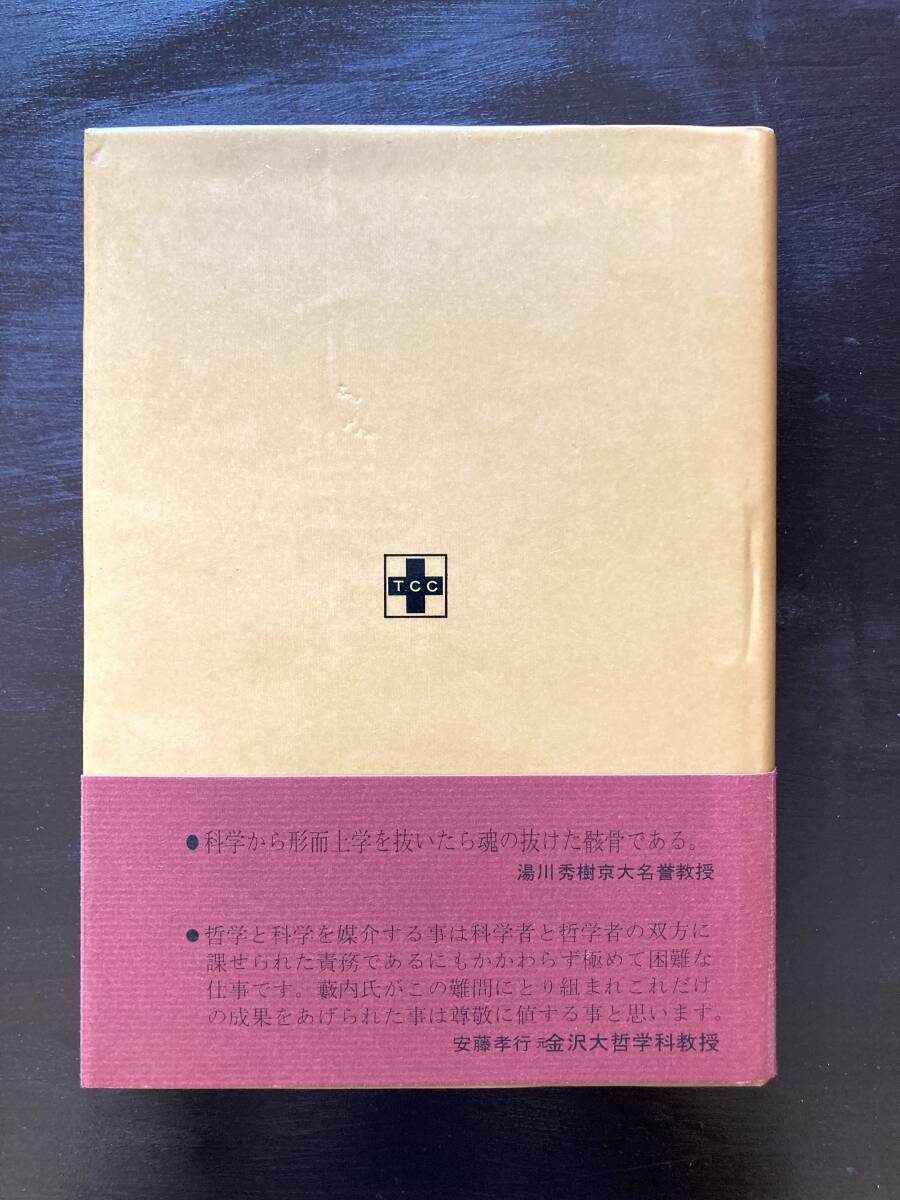 TCC
●科学から形而上学を抜いたら魂の抜けた骸骨である。
湯川秀樹京大名誉教授
●哲学と科学を媒介する事は科学者と哲学者の双方に
課せられた責務であるにもかかわらず極めて困難な
仕事です。藪内氏がこの難問にとり組まれこれだけ
の成果をあげられた事は尊敬に値する事と思います。
安藤孝行元金沢大哲学科教授